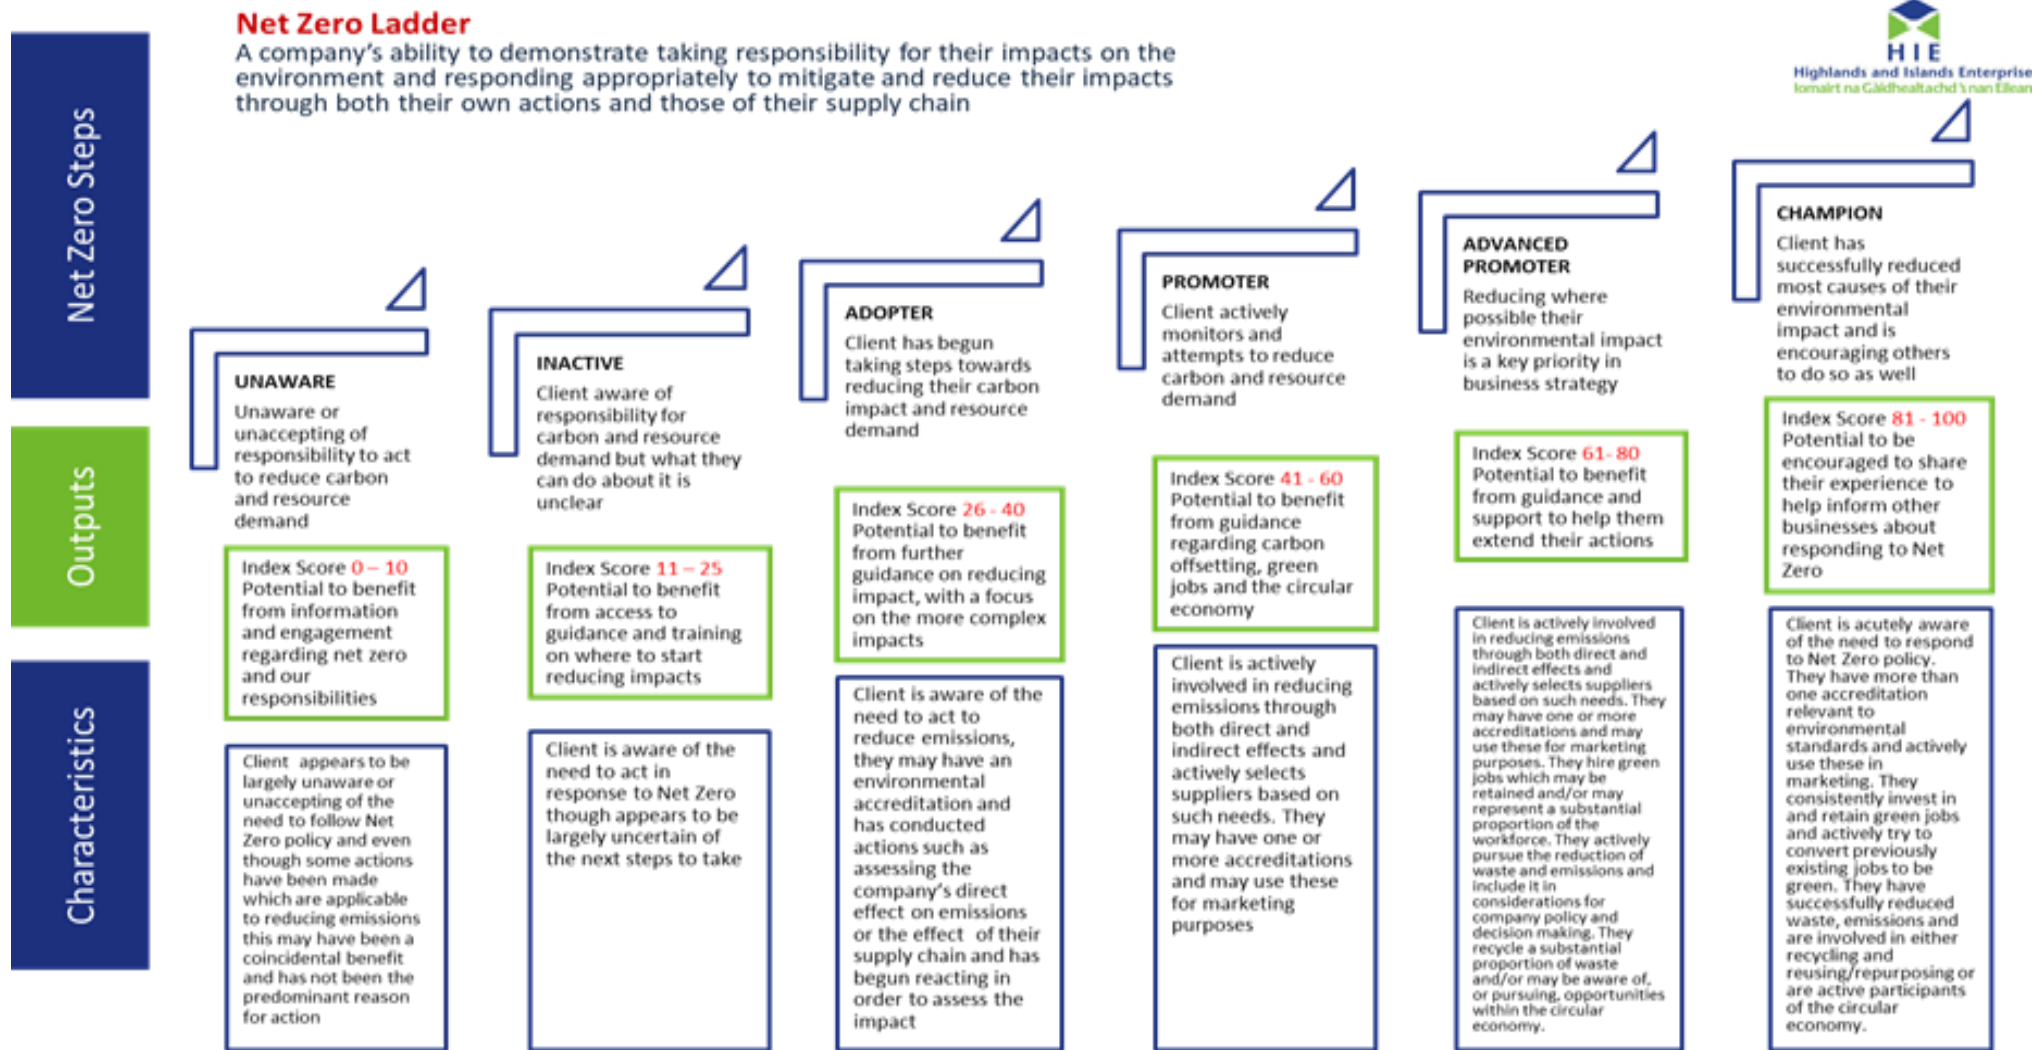 Net Zero Ladder
A company's ability to demonstrate taking responsibility for their impacts on the
environment and responding appropriately to mitigate and reduce their impacts
through both their own actions and those of their supply chain
HIE
Highlands and Islands Enterprise
Iomairt na Gàidhealtachd 's nan Eilean
Net Zero Steps
UNAWARE
Unaware or
unaccepting of
responsibility to act
to reduce carbon
and resource
demand
INACTIVE
Client aware of
responsibility for
carbon and resource
demand but what they
can do about it is
unclear
ADOPTER
Client has begun
taking steps towards
reducing their carbon
impact and resource
demand
PROMOTER
Client actively
monitors and
attempts to reduce
carbon and resource
demand
ADVANCED
PROMOTER
Reducing where
possible their
environmental impact
is a key priority in
business strategy
CHAMPION
Client has
successfully reduced
most causes of their
environmental
impact and is
encouraging others
to do so as well
Outputs
Index Score 0 – 10
Potential to benefit
from information
and engagement
regarding net zero
and our
responsibilities
Index Score 11 – 25
Potential to benefit
from access to
guidance and training
on where to start
reducing impacts
Index Score 26 - 40
Potential to benefit
from further
guidance on reducing
impact, with a focus
on the more complex
impacts
Index Score 41 - 60
Potential to benefit
from guidance
regarding carbon
offsetting, green
jobs and the circular
economy
Index Score 61- 80
Potential to benefit
from guidance and
support to help them
extend their actions
Index Score 81 - 100
Potential to be
encouraged to share
their experience to
help inform other
businesses about
responding to Net
Zero
Characteristics
Client appears to be
largely unaware or
unaccepting of the
need to follow Net
Zero policy and even
though some actions
have been made
which are applicable
to reducing emissions
this may have been a
coincidental benefit
and has not been the
predominant reason
for action
Client is aware of the
need to act in
response to Net Zero
though appears to be
largely uncertain of
the next steps to take
Client is aware of the
need to act to
reduce emissions,
they may have an
environmental
accreditation and
has conducted
actions such as
assessing the
company's direct
effect on emissions
or the effect of their
supply chain and has
begun reacting in
order to assess the
impact
Client is actively
involved in reducing
emissions through
both direct and
indirect effects and
actively selects
suppliers based on
such needs. They
may have one or
more accreditations
and may use these
for marketing
purposes
Client is actively involved
in reducing emissions
through both direct and
indirect effects and
actively selects suppliers
based on such needs. They
may have one or more
accreditations and may
use these for marketing
purposes. They hire green
jobs which may be
retained and/or may
represent a substantial
proportion of the
workforce. They actively
pursue the reduction of
waste and emissions and
include it in
considerations for
company policy and
decision making. They
recycle a substantial
proportion of waste
and/or may be aware of,
or pursuing, opportunities
within the circular
economy.
Client is acutely aware
of the need to respond
to Net Zero policy.
They have more than
one accreditation
relevant to
environmental
standards and actively
use these in
marketing. They
consistently invest in
and retain green jobs
and actively try to
convert previously
existing jobs to be
green. They have
successfully reduced
waste, emissions and
are involved in either
recycling and
reusing/repurposing or
are active participants
of the circular
economy.